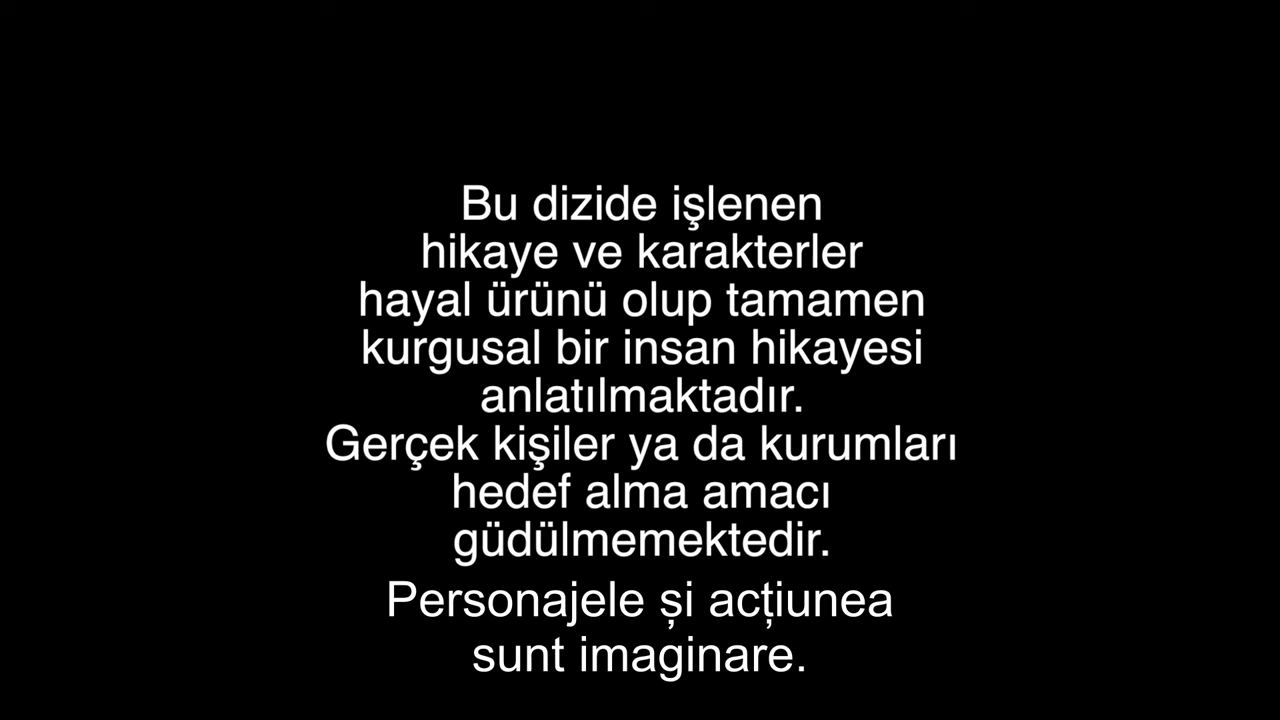 Bu dizide işlenen
hikaye ve karakterler
hayal ürünü olup tamamen
kurgusal bir insan hikayesi
anlatılmaktadır.
Gerçek kişiler ya da kurumları
hedef alma amacı
güdülmemektedir.
Personajele și acțiunea
sunt imaginare.